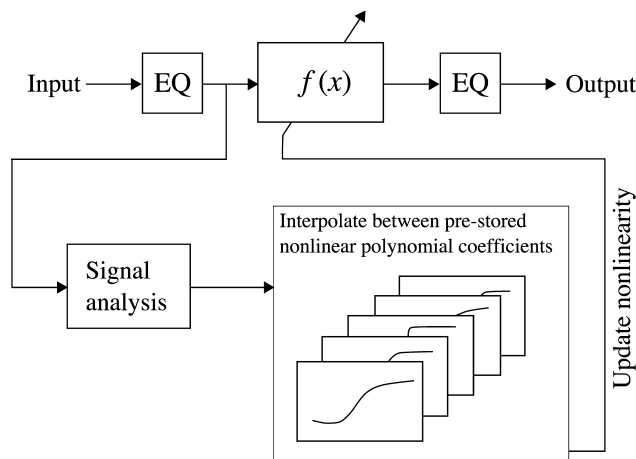 Input
EQ
f(x)
EQ
Output
Interpolate between pre-stored
nonlinear polynomial coefficients
Signal
analysis
Update nonlinearity